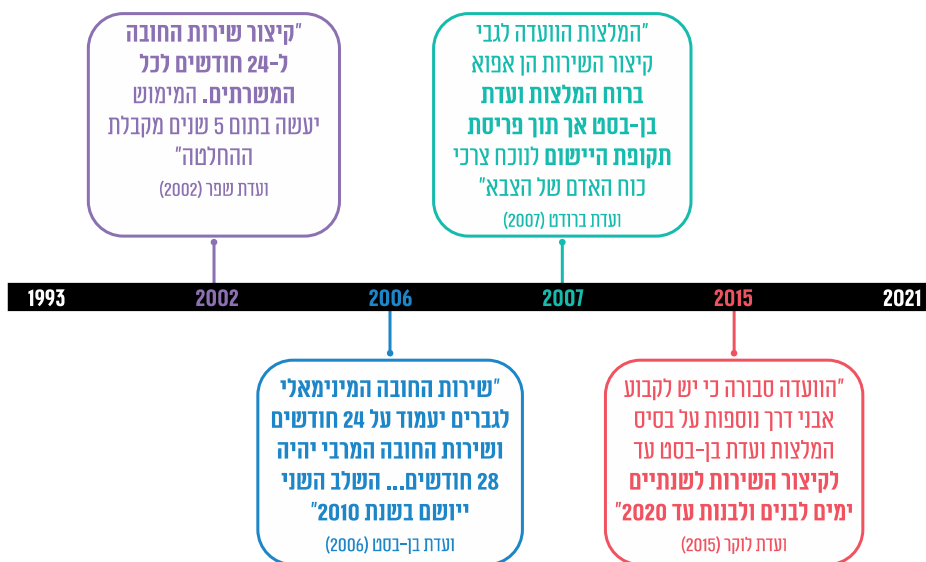 "קיצור שירות החובה
ל-24 חודשים לכל
המשרתים. המימוש
יעשה בתום 5 שנים מקבלת
ההחלטה"
ועדת שפר (2002)
"המלצות הוועדה לגבי
קיצור השירות הן אפוא
ברוח המלצות ועדת
בן-בסט אך תוך פריסת
תקופת היישום לנוכח צרכי
כוח האדם של הצבא"
ועדת ברודט (2007)
1993 2002 2006 2007 2015 2021
"שירות החובה המינימאלי
לגברים יעמוד על 24 חודשים
ושירות החובה המרבי יהיה
28 חודשים... השלב השני
ייושם בשנת 2010"
ועדת בן-בסט (2006)
"הוועדה סבורה כי יש לקבוע
אבני דרך נוספות על בסיס
המלצות ועדת בן-בסט עד
לקיצור השירות לשנתיים
ימים לבנים ולבנות עד 2020"
ועדת לוקר (2015)